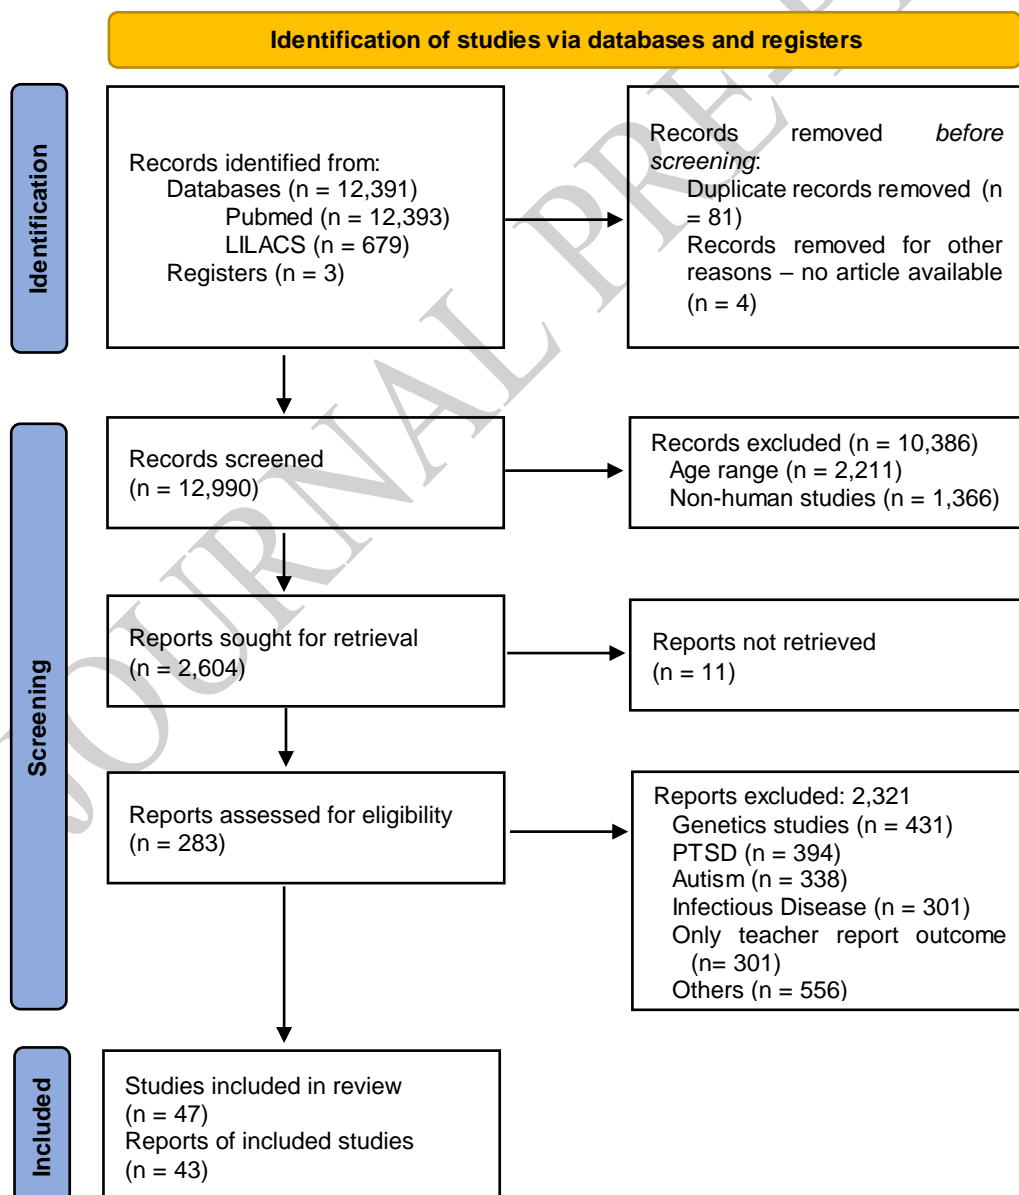 Identification of studies via databases and registers
Identification
Records identified from:
Databases (n = 12,391)
Pubmed (n = 12,393)
LILACS (n = 679)
Registers (n = 3)
Records removed before
screening:
Duplicate records removed (n
= 81)
Records removed for other
reasons – no article available
(n = 4)
Screening
Records screened
(n = 12,990)
Records excluded (n = 10,386)
Age range (n = 2,211)
Non-human studies (n = 1,366)
Reports sought for retrieval
(n = 2,604)
Reports not retrieved
(n = 11)
Reports assessed for eligibility
(n = 283)
Reports excluded: 2,321
Genetics studies (n = 431)
PTSD (n = 394)
Autism (n = 338)
Infectious Disease (n = 301)
Only teacher report outcome
(n= 301)
Others (n = 556)
Included
Studies included in review
(n = 47)
Reports of included studies
(n = 43)
JOURNAL PRE-P